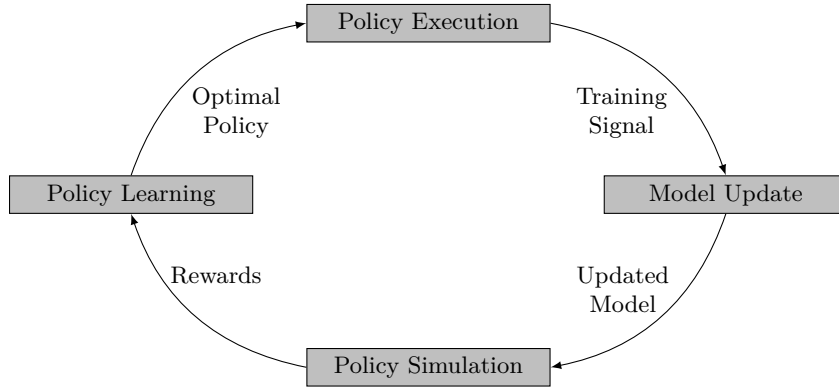 Policy Execution
Optimal
Policy
Training
Signal
Policy Learning
Model Update
Rewards
Updated
Model
Policy Simulation